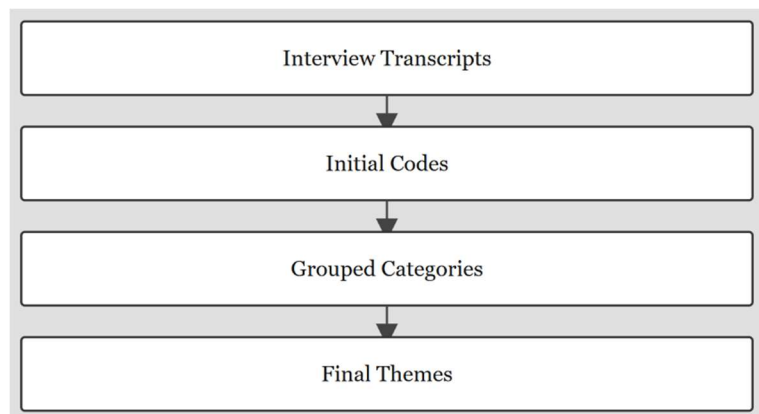 Interview Transcripts
Initial Codes
Grouped Categories
Final Themes